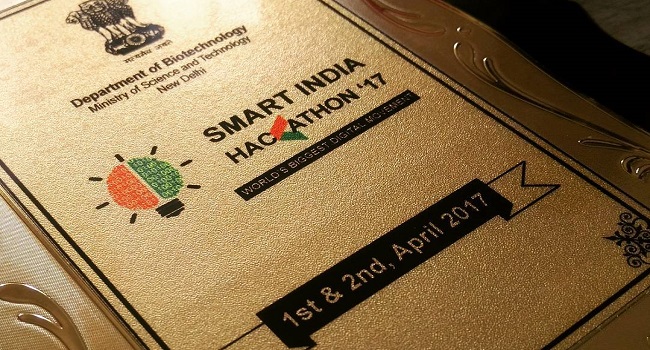 Department of Biotechnology
Ministry of Science and Technology
New Delhi
SMART INDIA
HACKATHON '17
WORLD'S BIGGEST DIGITAL MOVEMENT
1st & 2nd, April 2017